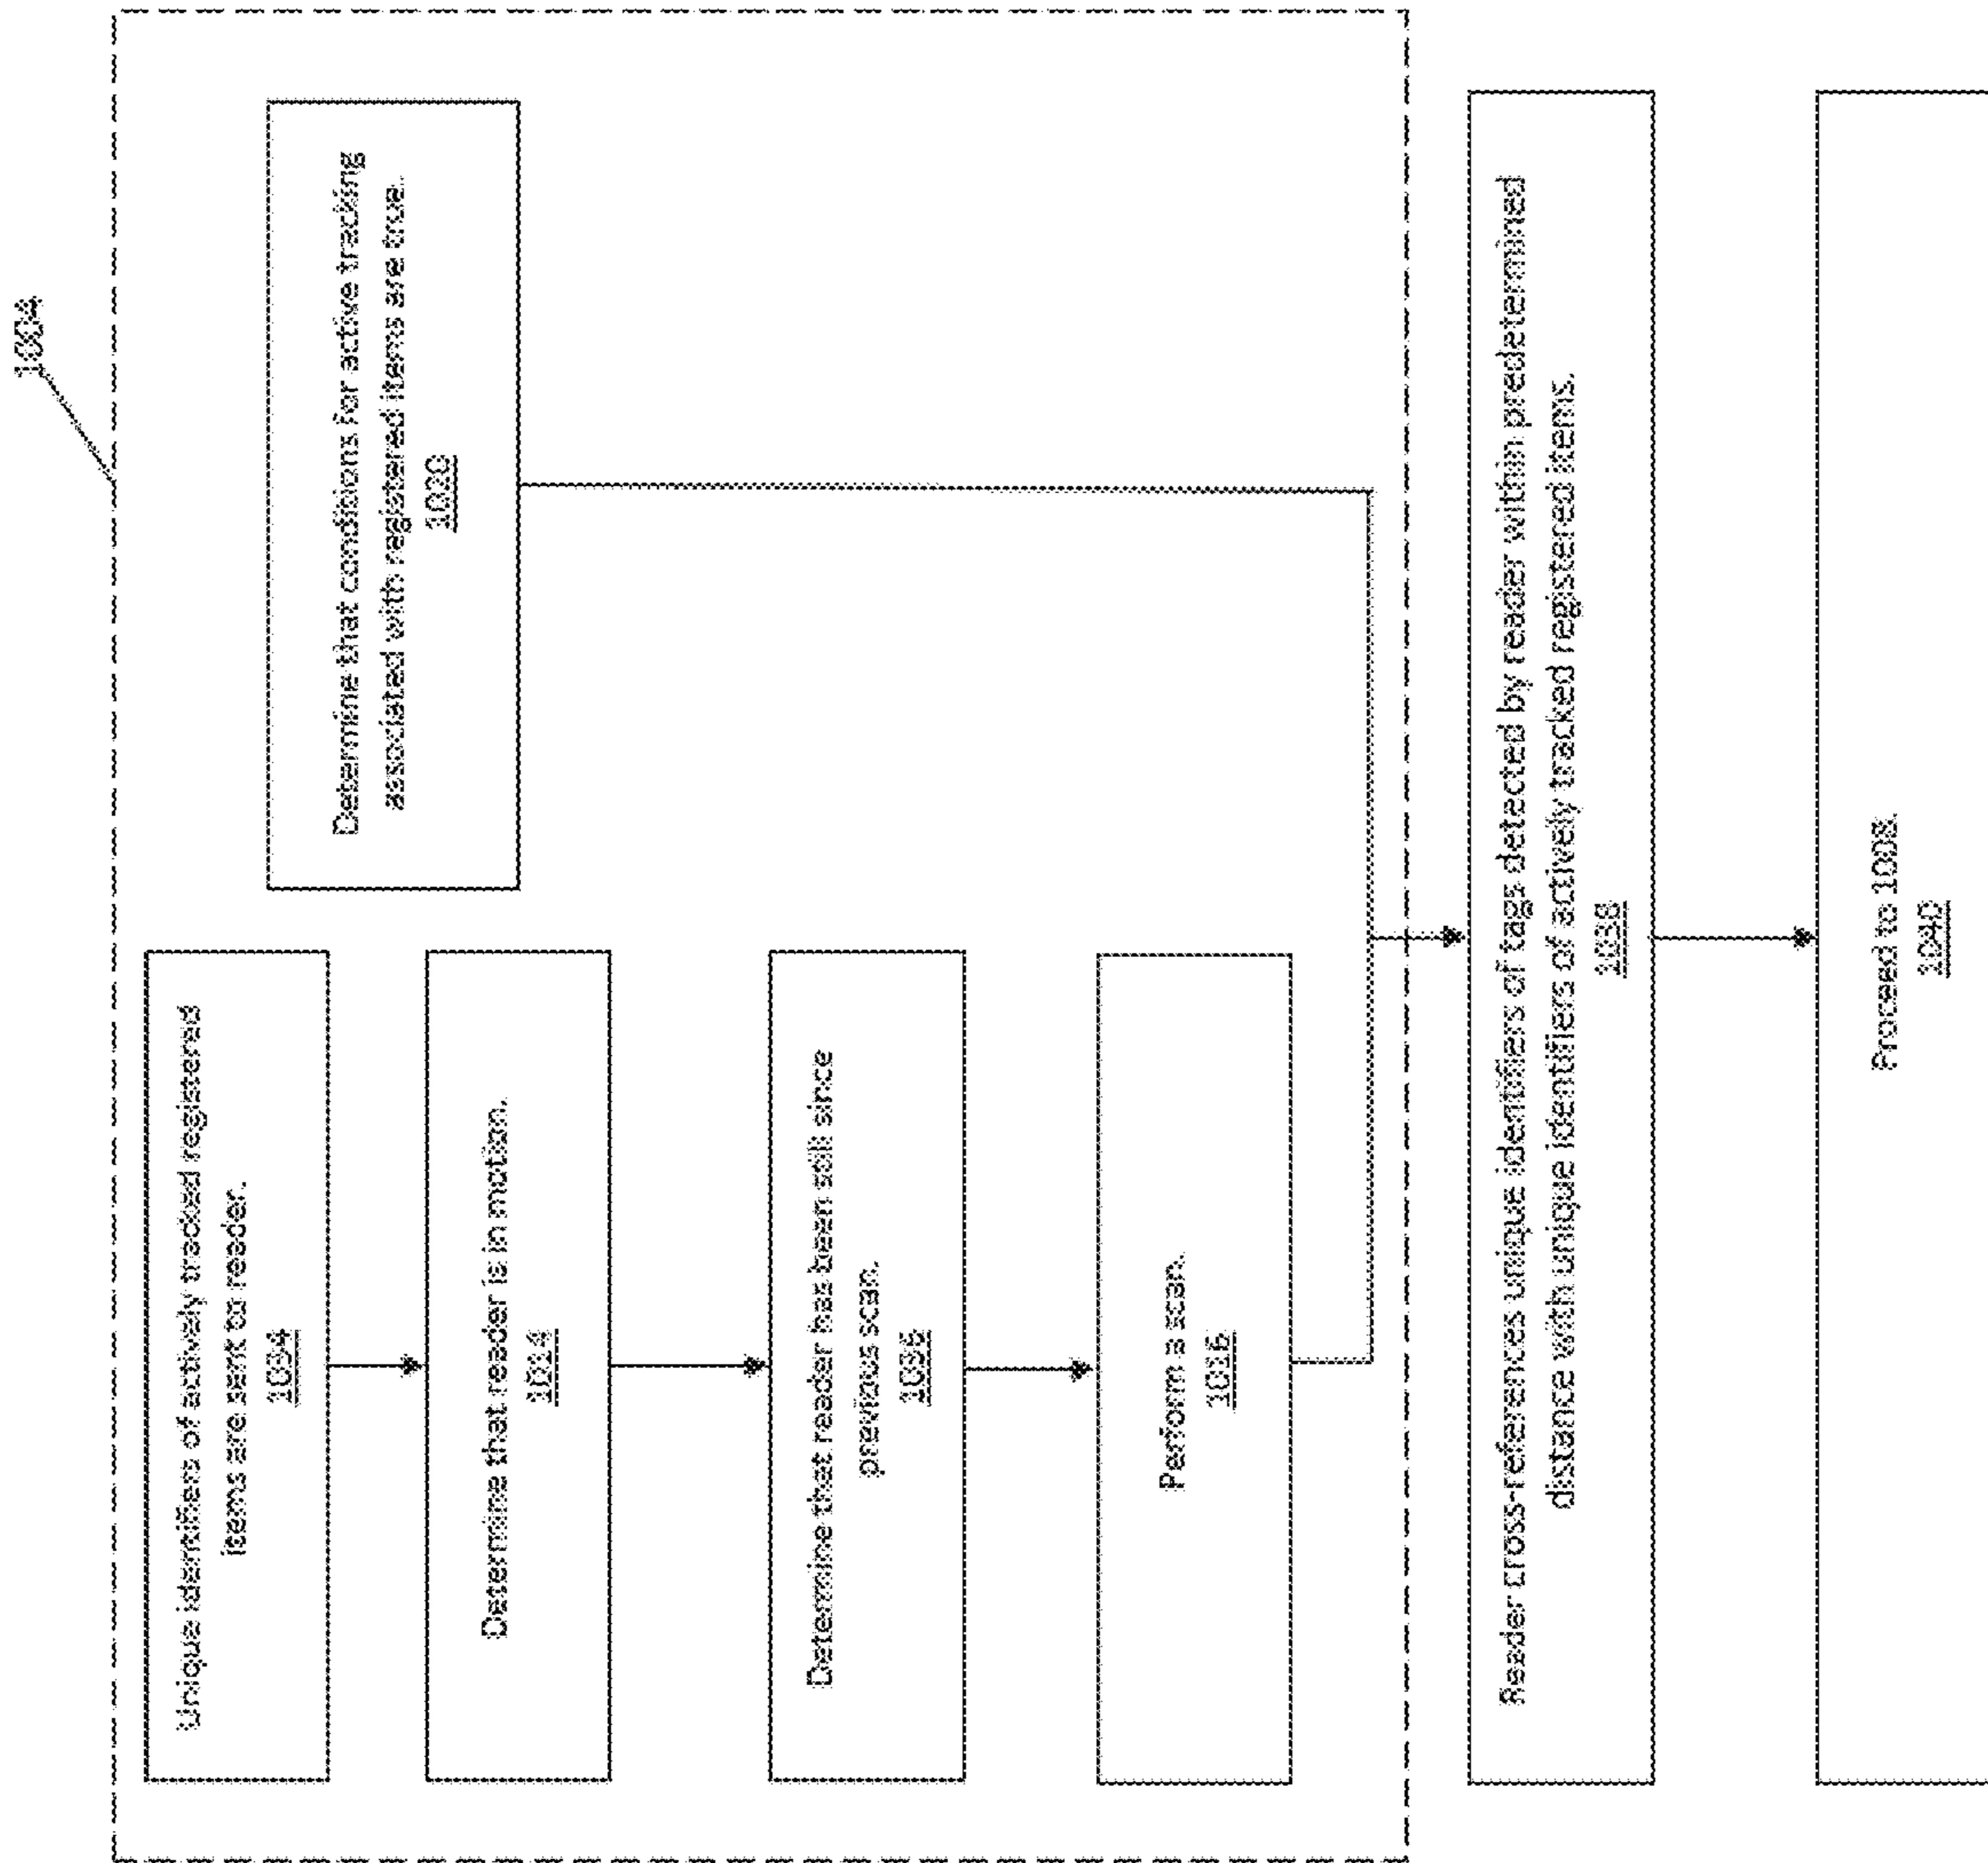 1004
Unique identifiers of actively tracked registered
items are sent to reader.
1034
Determine that reader is in motion.
1014
Determine that reader has been still since
previous scan.
1036
Perform a scan.
1016
Determine that conditions for active tracking
associated with registered items are true.
1020
Reader cross-references unique identifiers of tags detected by reader within predetermined
distance with unique identifiers of actively tracked registered items.
1038
Proceed to 1008.
1040